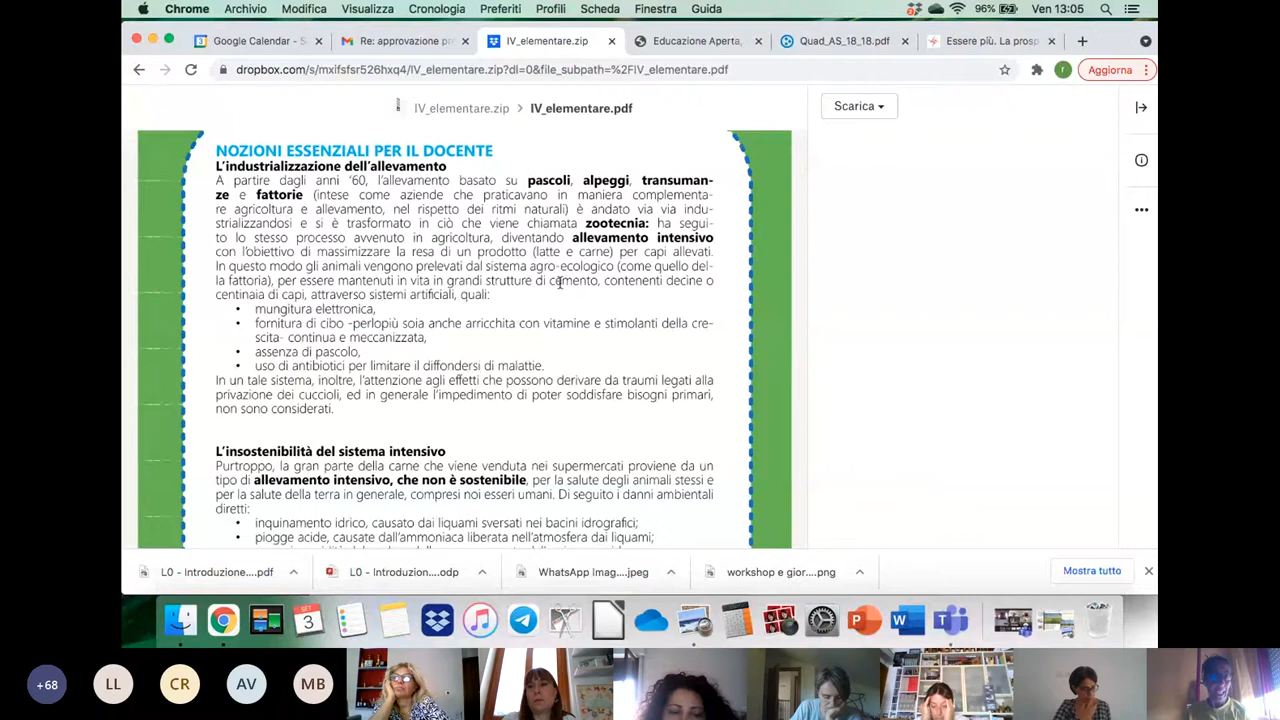 Chrome Archivio Modifica Visualizza Cronologia Preferiti Profili Scheda Finestra Guida 96% Ven 13:05
Google Calendar - S
Re: approvazione pr
IV_elementare.zip
Educazione Aperta,
Quad_AS_18_18.pdf
Essere più. La prosp
dropbox.com/s/mxifsfsr526hxq4/IV_elementare.zip?dl=0&file_subpath=%2FIV_elementare.pdf
Aggiorna
IV_elementare.zip > IV_elementare.pdf
Scarica
NOZIONI ESSENZIALI PER IL DOCENTE
L'industrializzazione dell'allevamento
A partire dagli anni '60, l'allevamento basato su pascoli, alpeggi, transuman-
ze e fattorie (intese come aziende che praticavano in maniera complementa-
re agricoltura e allevamento, nel rispetto dei ritmi naturali) è andato via via indu-
strializzandosi e si è trasformato in ciò che viene chiamata zootecnia: ha segui-
to lo stesso processo avvenuto in agricoltura, diventando allevamento intensivo
con l'obiettivo di massimizzare la resa di un prodotto (latte e carne) per capi allevati.
In questo modo gli animali vengono prelevati dal sistema agro-ecologico (come quello del-
la fattoria), per essere mantenuti in vita in grandi strutture di cemento, contenenti decine o
centinaia di capi, attraverso sistemi artificiali, quali:
• mungitura elettronica,
• fornitura di cibo -perlopiù soia anche arricchita con vitamine e stimolanti della cre-
scita- continua e meccanizzata,
• assenza di pascolo,
• uso di antibiotici per limitare il diffondersi di malattie.
In un tale sistema, inoltre, l'attenzione agli effetti che possono derivare da traumi legati alla
privazione dei cuccioli, ed in generale l'impedimento di poter soddisfare bisogni primari,
non sono considerati.
L'insostenibilità del sistema intensivo
Purtroppo, la gran parte della carne che viene venduta nei supermercati proviene da un
tipo di allevamento intensivo, che non è sostenibile, per la salute degli animali stessi e
per la salute della terra in generale, compresi noi esseri umani. Di seguito i danni ambientali
diretti:
• inquinamento idrico, causato dai liquami sversati nei bacini idrografici;
• piogge acide, causate dall'ammoniaca liberata nell'atmosfera dai liquami;
L0 - Introduzione....pdf
L0 - Introduzion....odp
WhatsApp Imag....jpeg
workshop e gior....png
Mostra tutto
SET
3
+68
LL
CR
AV
MB